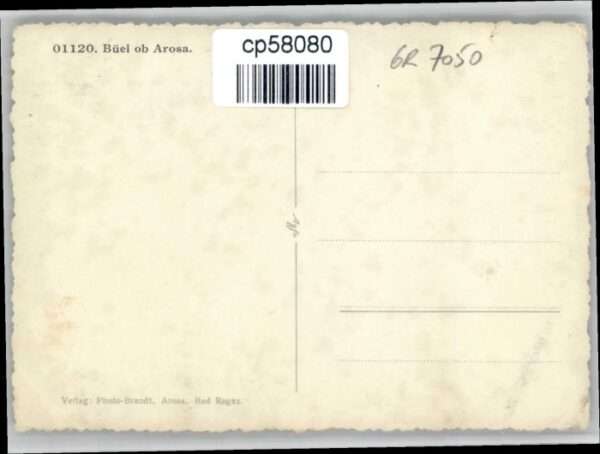 01120. Büel ob Arosa.
cp58080
GR 7050
Verlag: Photo-Brandt, Arosa, Bad Ragaz.